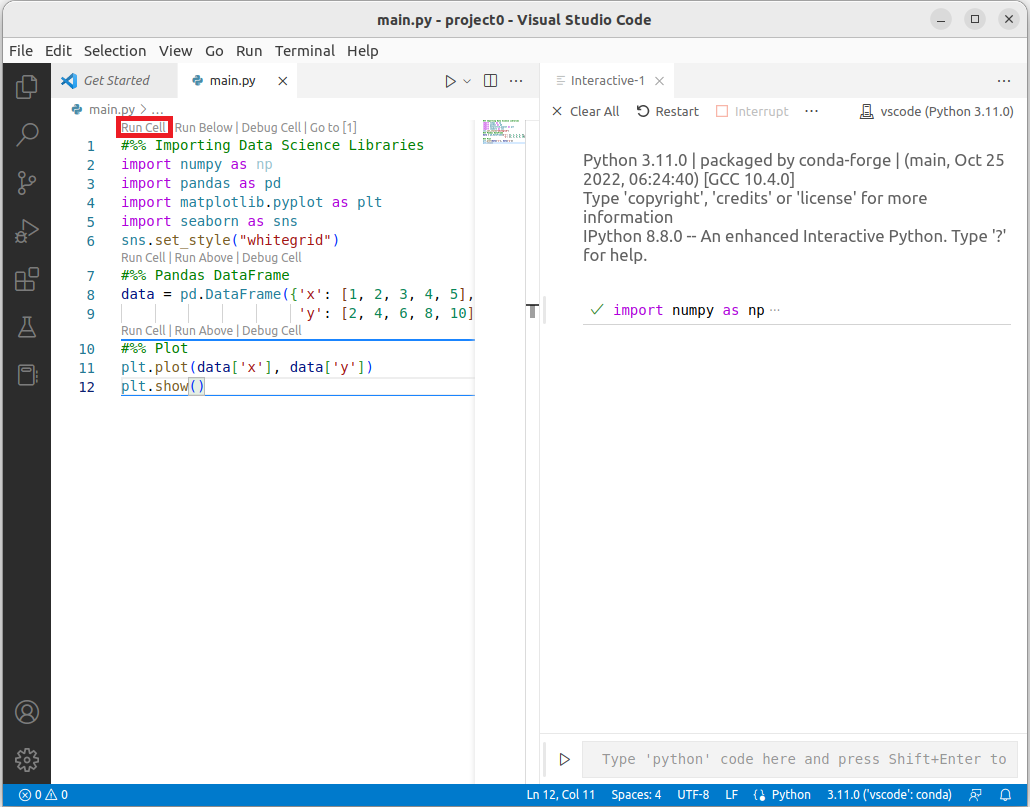 main.py - project0 - Visual Studio Code
File Edit Selection View Go Run Terminal Help
Get Started
main.py
Interactive-1
main.py > ...
Clear All
Restart
Interrupt
vscode (Python 3.11.0)
Run Cell | Run Below | Debug Cell | Go to [1]
1 #%% Importing Data Science Libraries
2 import numpy as np
3 import pandas as pd
4 import matplotlib.pyplot as plt
5 import seaborn as sns
6 sns.set_style("whitegrid")
Run Cell | Run Above | Debug Cell
7 #%% Pandas DataFrame
8 data = pd.DataFrame({'x': [1, 2, 3, 4, 5],
9 'y': [2, 4, 6, 8, 10]
Run Cell | Run Above | Debug Cell
10 #%% Plot
11 plt.plot(data['x'], data['y'])
12 plt.show()
Python 3.11.0 | packaged by conda-forge | (main, Oct 25
2022, 06:24:40) [GCC 10.4.0]
Type 'copyright', 'credits' or 'license' for more
information
IPython 8.8.0 -- An enhanced Interactive Python. Type '?'
for help.
import numpy as np ...
Type 'python' code here and press Shift+Enter to
0 0
Ln 12, Col 11 Spaces: 4 UTF-8 LF Python 3.11.0 ('vscode': conda)